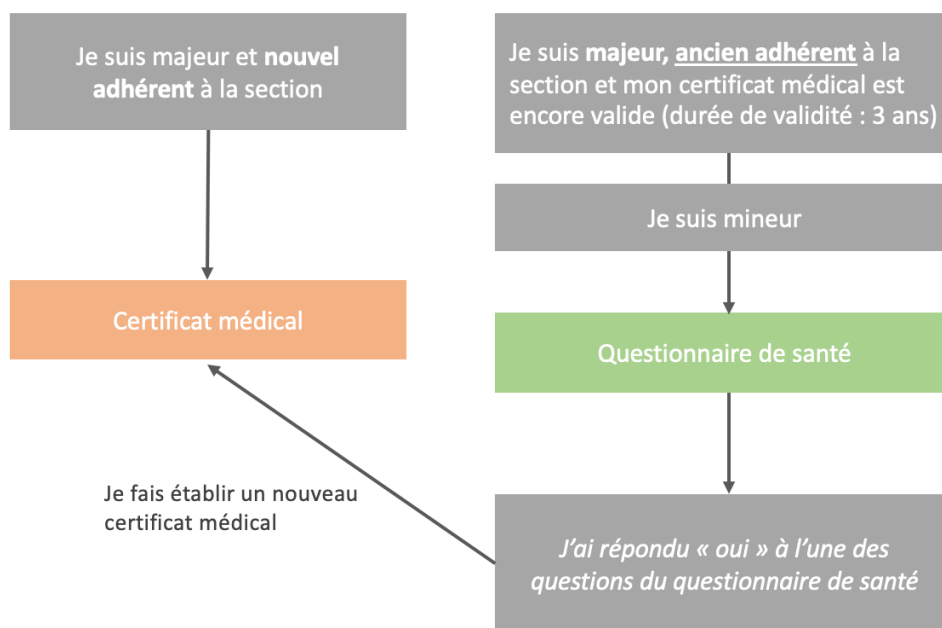 Je suis majeur et nouvel
adhérent à la section
Je suis majeur, ancien adhérent à la
section et mon certificat médical est
encore valide (durée de validité : 3 ans)
Je suis mineur
Certificat médical
Questionnaire de santé
Je fais établir un nouveau
certificat médical
J’ai répondu « oui » à l’une des
questions du questionnaire de santé